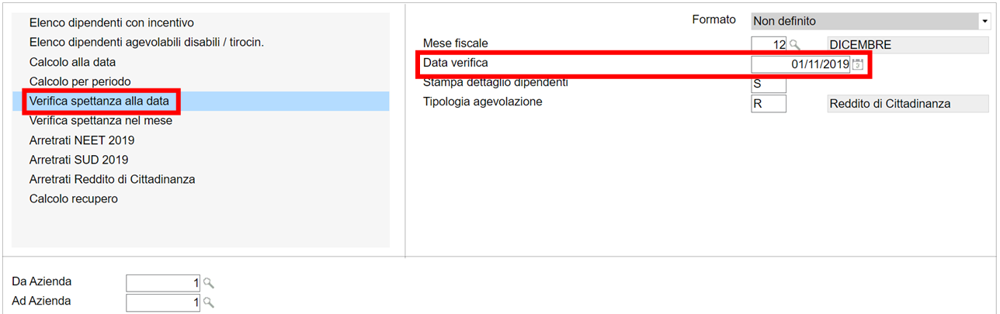 Elenco dipendenti con incentivo
Elenco dipendenti agevolabili disabili / tirocin.
Calcolo alla data
Calcolo per periodo
Verifica spettanza alla data
Verifica spettanza nel mese
Arretrati NEET 2019
Arretrati SUD 2019
Arretrati Reddito di Cittadinanza
Calcolo recupero
Formato Non definito
Mese fiscale 12 DICEMBRE
Data verifica 01/11/2019
Stampa dettaglio dipendenti S
Tipologia agevolazione R Reddito di Cittadinanza
Da Azienda 1
Ad Azienda 1